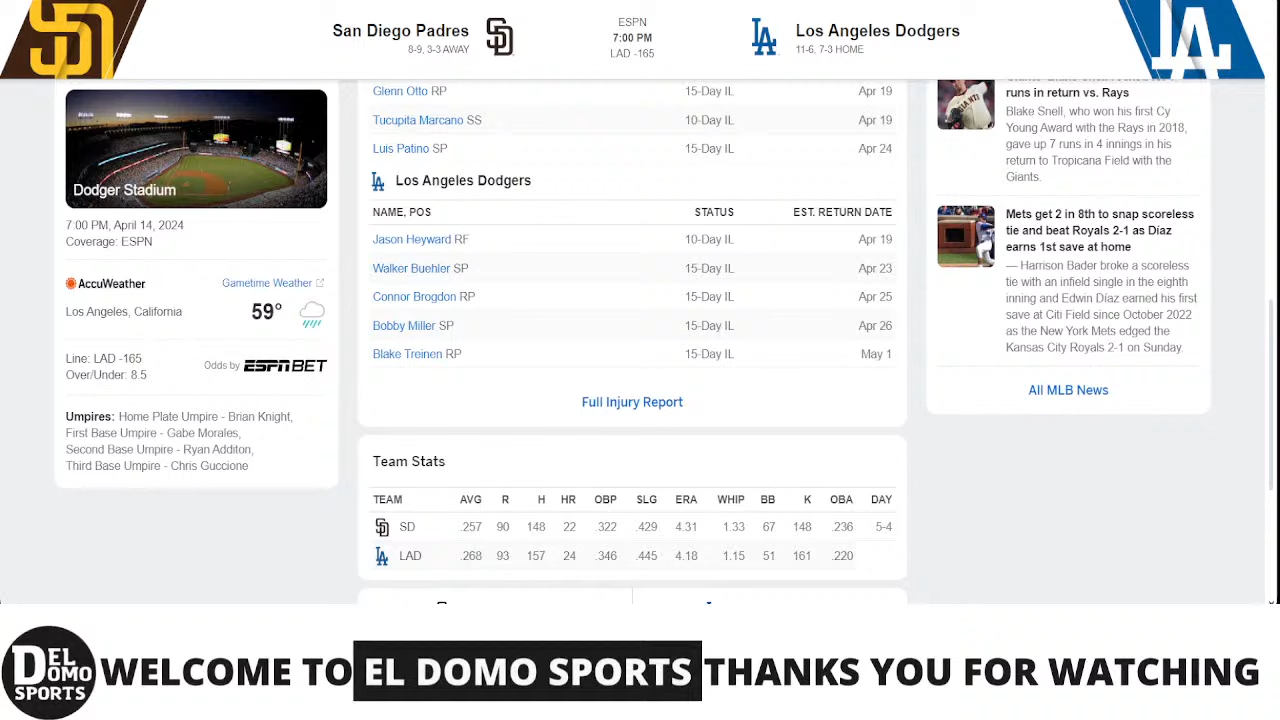 San Diego Padres
8-9, 3-3 AWAY
ESPN
7:00 PM
LAD -165
Los Angeles Dodgers
11-6, 7-3 HOME
Dodger Stadium
7:00 PM, April 14, 2024
Coverage: ESPN
AccuWeather
Gametime Weather
Los Angeles, California
59°
Line: LAD -165
Over/Under: 8.5
Odds by ESPN BET
Umpires: Home Plate Umpire - Brian Knight,
First Base Umpire - Gabe Morales,
Second Base Umpire - Ryan Additon,
Third Base Umpire - Chris Guccione
Glenn Otto RP 15-Day IL Apr 19
Tucupita Marcano SS 10-Day IL Apr 19
Luis Patino SP 15-Day IL Apr 24
Los Angeles Dodgers
NAME, POS STATUS EST. RETURN DATE
Jason Heyward RF 10-Day IL Apr 19
Walker Buehler SP 15-Day IL Apr 23
Connor Brogdon RP 15-Day IL Apr 25
Bobby Miller SP 15-Day IL Apr 26
Blake Treinen RP 15-Day IL May 1
Full Injury Report
Team Stats
TEAM AVG R H HR OBP SLG ERA WHIP BB K OBA DAY
SD .257 90 148 22 .322 .429 4.31 1.33 67 148 .236 5-4
LAD .268 93 157 24 .346 .445 4.18 1.15 51 161 .220
runs in return vs. Rays
Blake Snell, who won his first Cy
Young Award with the Rays in 2018,
gave up 7 runs in 4 innings in his
return to Tropicana Field with the
Giants.
Mets get 2 in 8th to snap scoreless
tie and beat Royals 2-1 as Díaz
earns 1st save at home
— Harrison Bader broke a scoreless
tie with an infield single in the eighth
inning and Edwin Díaz earned his first
save at Citi Field since October 2022
as the New York Mets edged the
Kansas City Royals 2-1 on Sunday.
All MLB News
DEL DOMO SPORTS
WELCOME TO EL DOMO SPORTS THANKS YOU FOR WATCHING